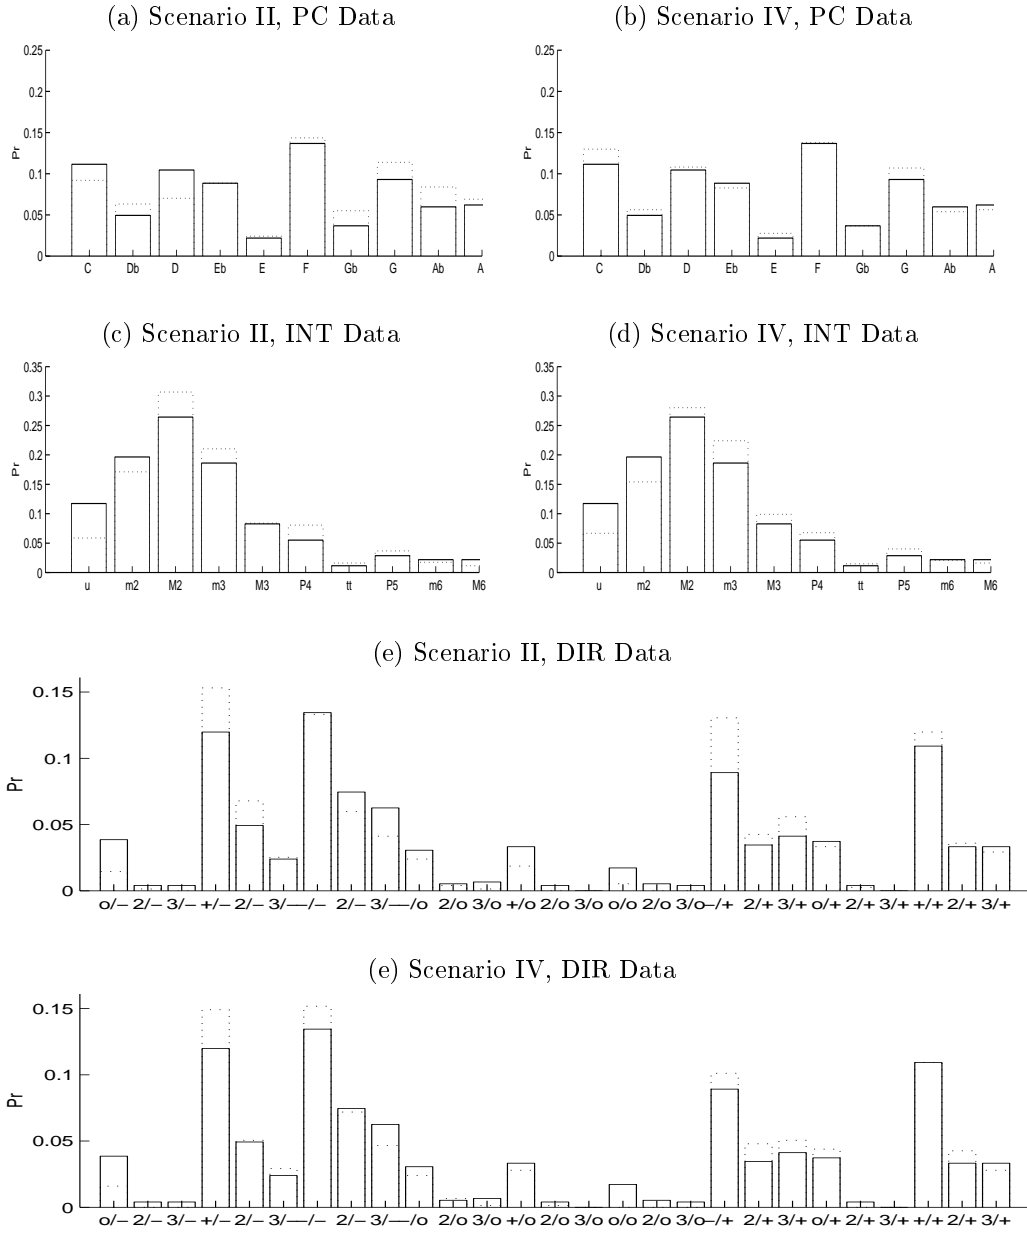 (a) Scenario II, PC Data
(b) Scenario IV, PC Data
0.25
0.2
0.15
0.1
0.05
0
Pr
C Db D Eb E F Gb G Ab A
0.25
0.2
0.15
0.1
0.05
0
Pr
C Db D Eb E F Gb G Ab A
(c) Scenario II, INT Data
(d) Scenario IV, INT Data
0.35
0.3
0.25
0.2
0.15
0.1
0.05
0
Pr
u m2 M2 m3 M3 P4 tt P5 m6 M6
0.35
0.3
0.25
0.2
0.15
0.1
0.05
0
Pr
u m2 M2 m3 M3 P4 tt P5 m6 M6
(e) Scenario II, DIR Data
0.15
0.1
0.05
0
Pr
o/− 2/− 3/− +/− 2/− 3/− −/− 2/− 3/− −/o 2/o 3/o +/o 2/o 3/o o/o 2/o 3/o −/+ 2/+ 3/+ o/+ 2/+ 3/+ +/+ 2/+ 3/+
(e) Scenario IV, DIR Data
0.15
0.1
0.05
0
Pr
o/− 2/− 3/− +/− 2/− 3/− −/− 2/− 3/− −/o 2/o 3/o +/o 2/o 3/o o/o 2/o 3/o −/+ 2/+ 3/+ o/+ 2/+ 3/+ +/+ 2/+ 3/+